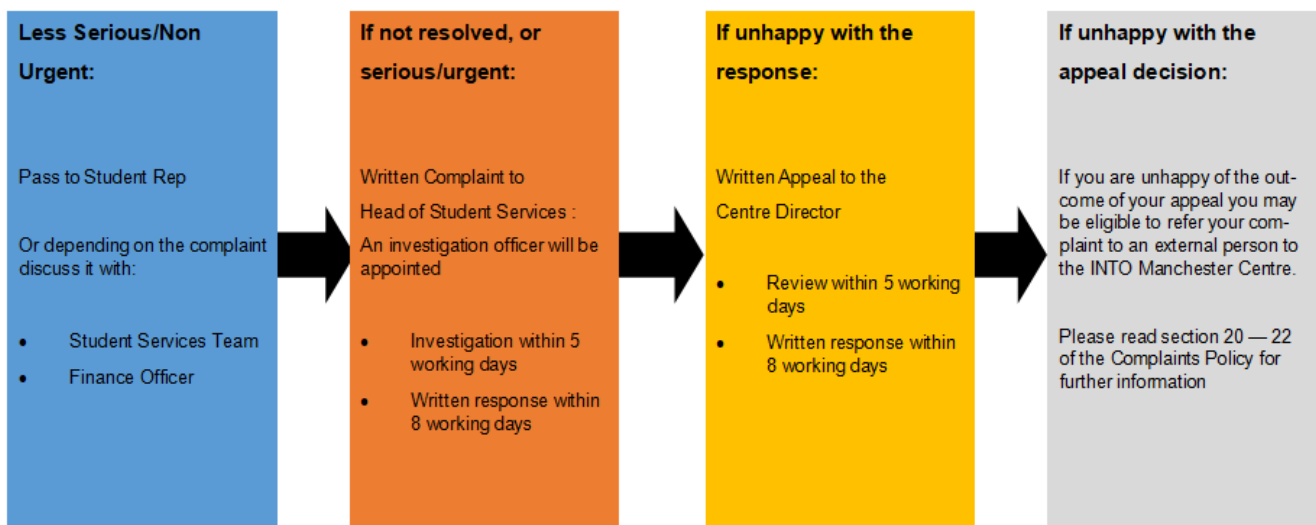 Less Serious/Non
Urgent:
Pass to Student Rep
Or depending on the complaint
discuss it with:
• Student Services Team
• Finance Officer
If not resolved, or
serious/urgent:
Written Complaint to
Head of Student Services :
An investigation officer will be
appointed
• Investigation within 5
working days
• Written response within
8 working days
If unhappy with the
response:
Written Appeal to the
Centre Director
• Review within 5 working
days
• Written response within
8 working days
If unhappy with the
appeal decision:
If you are unhappy of the out-
come of your appeal you may
be eligible to refer your com-
plaint to an external person to
the INTO Manchester Centre.
Please read section 20 — 22
of the Complaints Policy for
further information